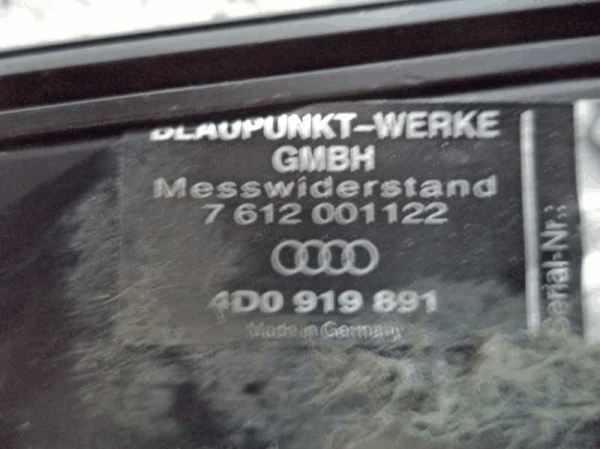 BLAUPUNKT-WERKE
GMBH
Messwiderstand
7 612 001122
4D0 919 891
Made in Germany
Serial-Nr.: